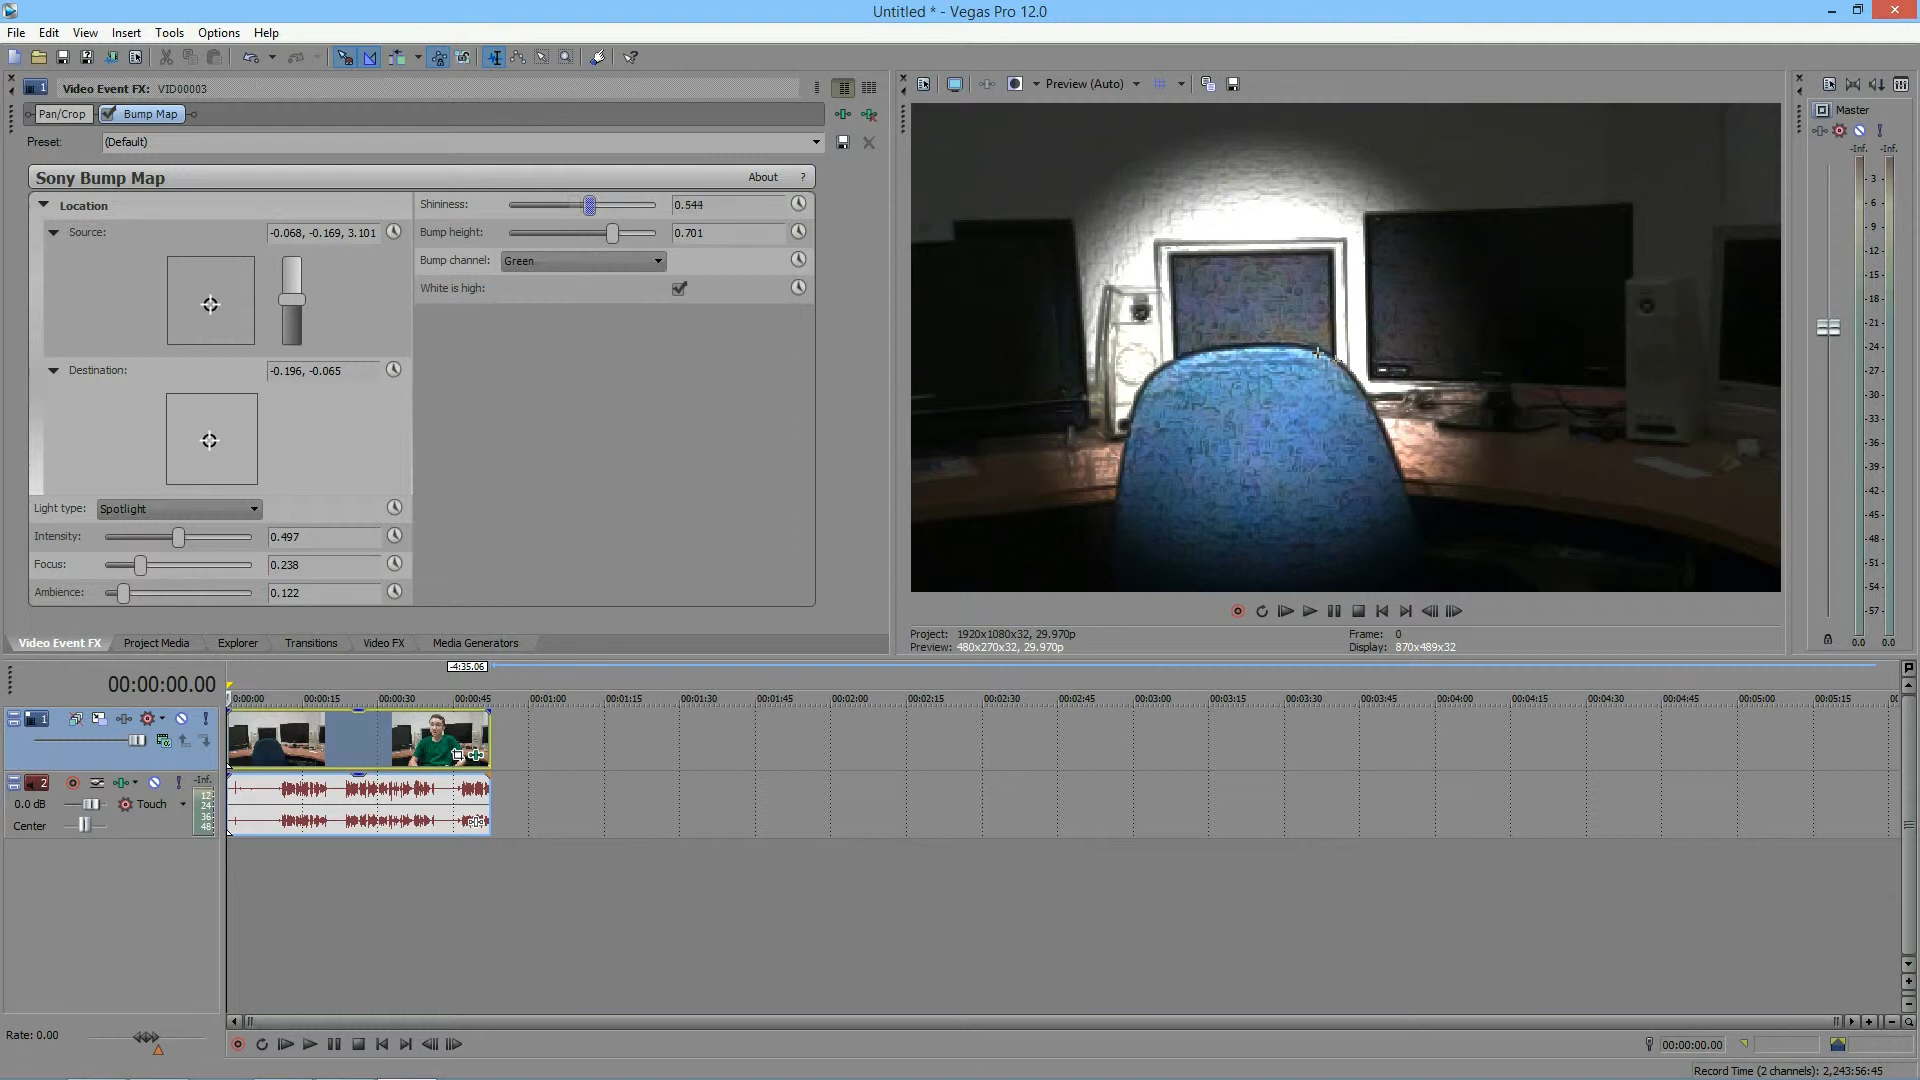 Untitled * - Vegas Pro 12.0
File Edit View Insert Tools Options Help
1 Video Event FX: VID00003
Preview (Auto)
Master
Pan/Crop Bump Map
Preset: (Default)
-Inf. -Inf.
Sony Bump Map About ?
Location
Source: -0.068, -0.169, 3.101
Destination: -0.196, -0.065
Light type: Spotlight
Intensity: 0.497
Focus: 0.238
Ambience: 0.122
Shininess: 0.544
Bump height: 0.701
Bump channel: Green
White is high:
- 3 -
- 6 -
- 9 -
-12-
-15-
-18-
-21-
-24-
-27-
-30-
-33-
-36-
-39-
-42-
-45-
-48-
-51-
-54-
-57-
0.0 0.0
Video Event FX Project Media Explorer Transitions Video FX Media Generators
Project: 1920x1080x32, 29.970p
Preview: 480x270x32, 29.970p
Frame: 0
Display: 870x489x32
-4:35.06
00:00:00.00
0:00:00 00:00:15 00:00:30 00:00:45 00:01:00 00:01:15 00:01:30 00:01:45 00:02:00 00:02:15 00:02:30 00:02:45 00:03:00 00:03:15 00:03:30 00:03:45 00:04:00 00:04:15 00:04:30 00:04:45 00:05:00 00:05:15 00
1
2 -Inf.
0.0 dB Touch
Center
12
24
36
48
Rate: 0.00
00:00:00.00
Record Time (2 channels): 2,243:56:45